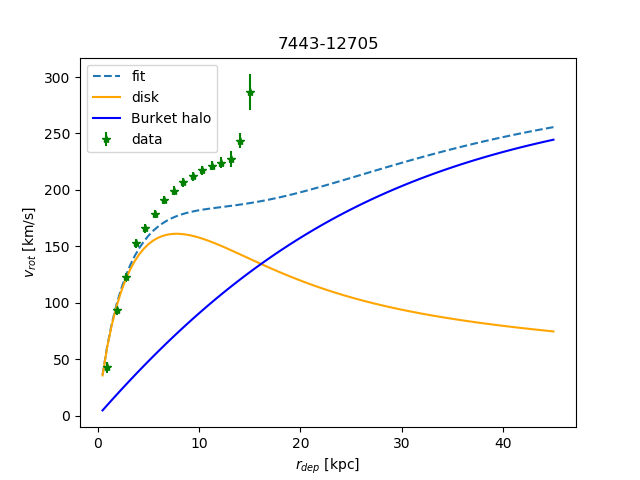 7443-12705
fit
disk
Burket halo
data
300
250
200
150
100
50
0
v_rot [km/s]
0 10 20 30 40
r_dep [kpc]